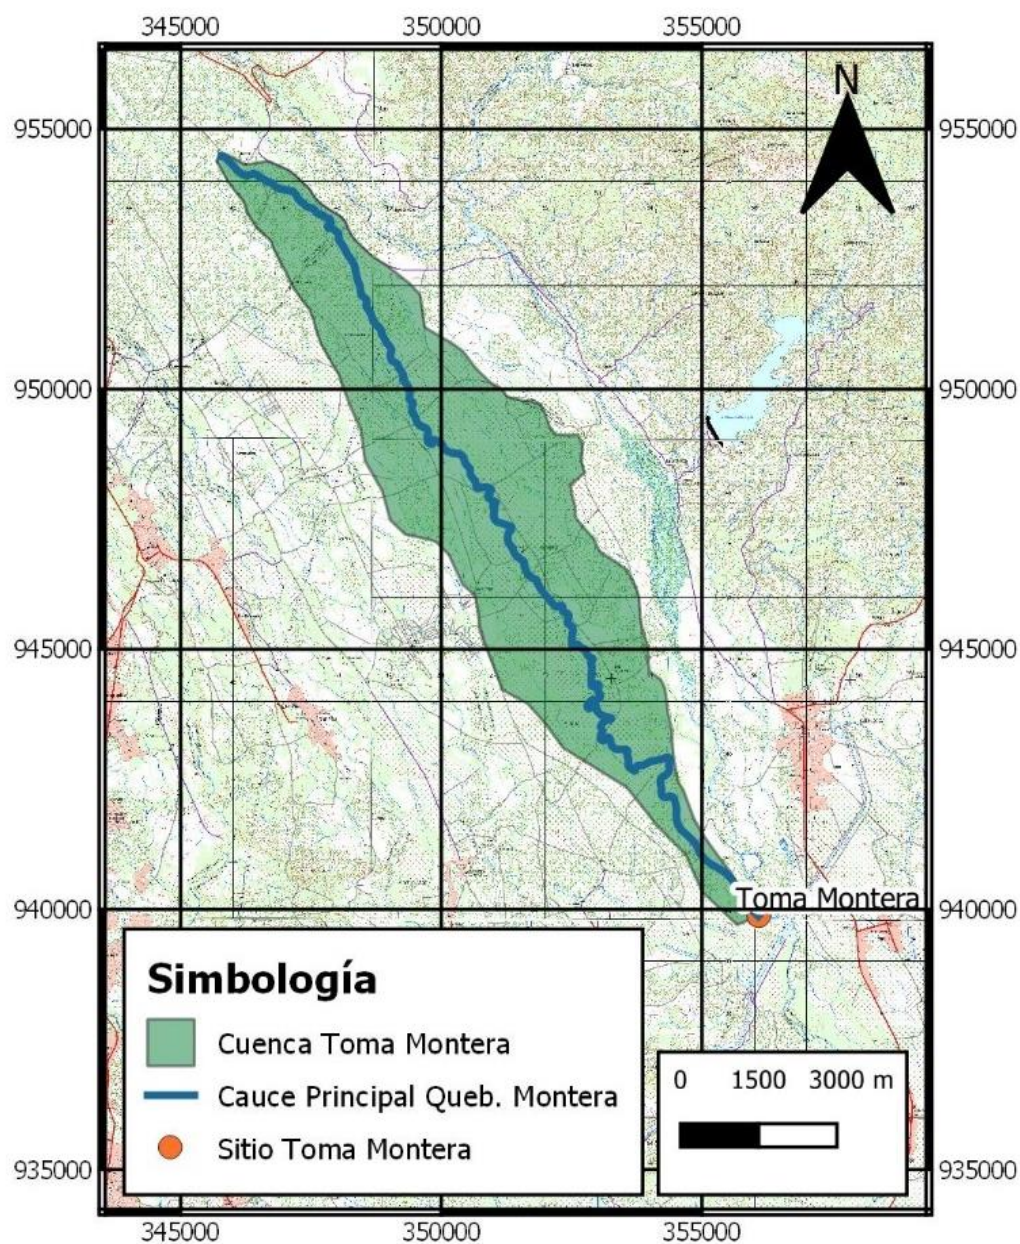 345000 350000 355000
N
955000 955000
950000 950000
945000 945000
Toma Montera
940000 940000
Simbología
Cuenca Toma Montera
Cauce Principal Queb. Montera
Sitio Toma Montera
0 1500 3000 m
935000 935000
345000 350000 355000